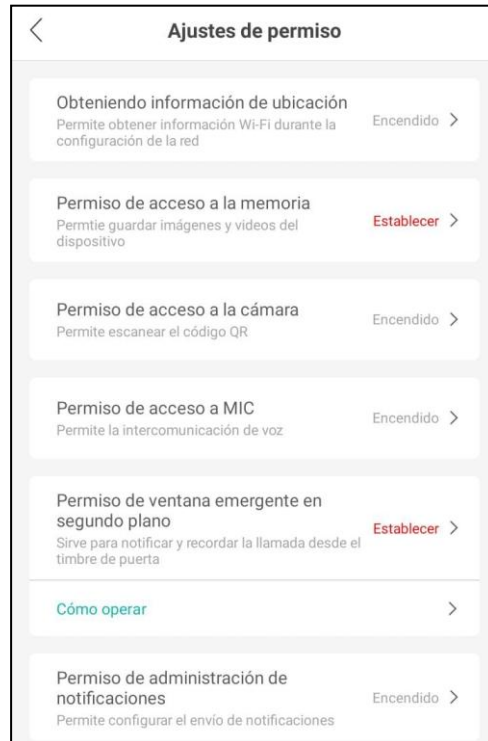 Ajustes de permiso
Obteniendo información de ubicación
Permite obtener información Wi-Fi durante la
configuración de la red
Encendido
Permiso de acceso a la memoria
Permtie guardar imágenes y videos del
dispositivo
Establecer
Permiso de acceso a la cámara
Permite escanear el código QR
Encendido
Permiso de acceso a MIC
Permite la intercomunicación de voz
Encendido
Permiso de ventana emergente en
segundo plano
Sirve para notificar y recordar la llamada desde el
timbre de puerta
Establecer
Cómo operar
Permiso de administración de
notificaciones
Permite configurar el envío de notificaciones
Encendido